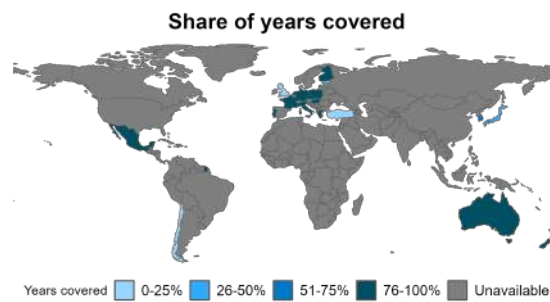 Share of years covered
Years covered 0-25% 26-50% 51-75% 76-100% Unavailable